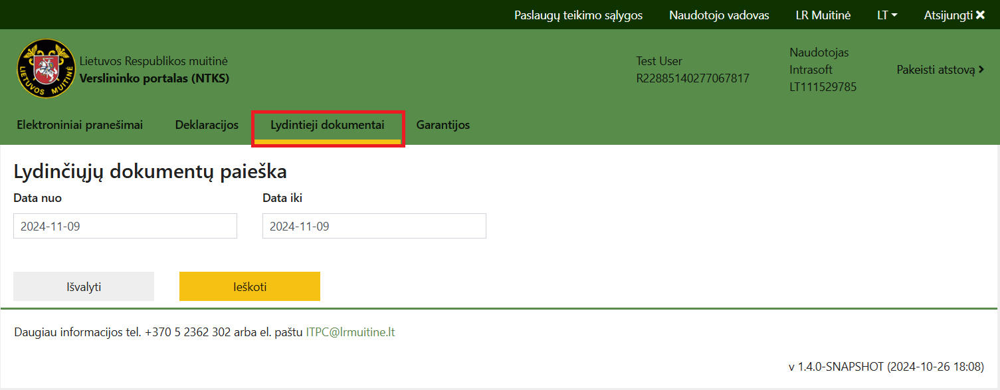 Paslaugų teikimo sąlygos Naudotojo vadovas LR Muitinė LT Atsijungti
LIETUVOS MUITINĖ
Lietuvos Respublikos muitinė
Verslininko portalas (NTKS)
Test User
R22885140277067817
Naudotojas
Intrasoft
LT111529785
Pakeisti atstovą
Elektroniniai pranešimai Deklaracijos Lydintieji dokumentai Garantijos
Lydinčiųjų dokumentų paieška
Data nuo Data iki
2024-11-09 2024-11-09
Išvalyti Ieškoti
Daugiau informacijos tel. +370 5 2362 302 arba el. paštu ITPC@lrmuitine.lt
v 1.4.0-SNAPSHOT (2024-10-26 18:08)